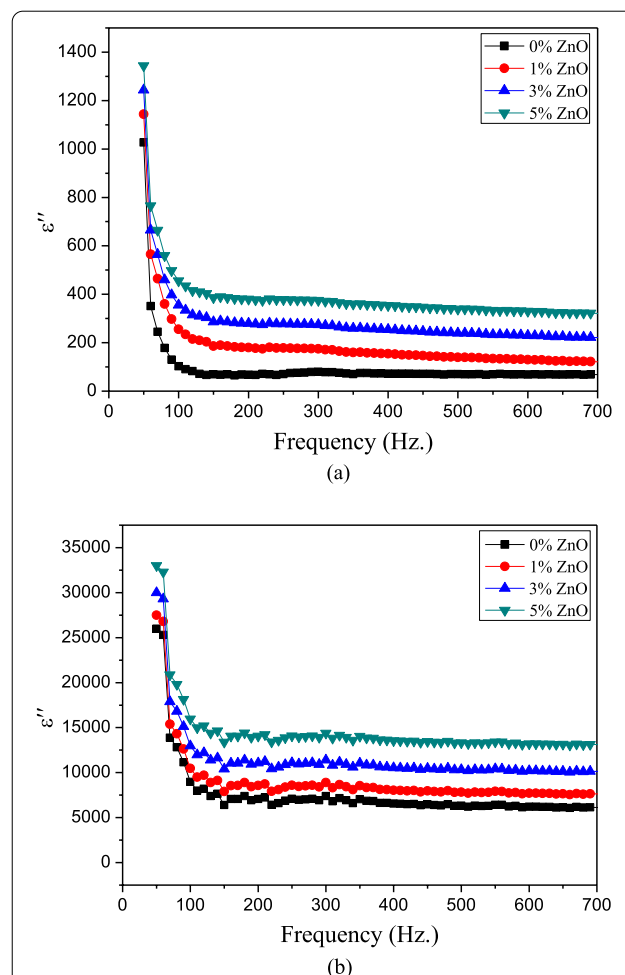 1400
1200
1000
800
600
400
200
0
ε″
0% ZnO
1% ZnO
3% ZnO
5% ZnO
0 100 200 300 400 500 600 700
Frequency (Hz.)
(a)
35000
30000
25000
20000
15000
10000
5000
0
ε″
0% ZnO
1% ZnO
3% ZnO
5% ZnO
0 100 200 300 400 500 600 700
Frequency (Hz.)
(b)